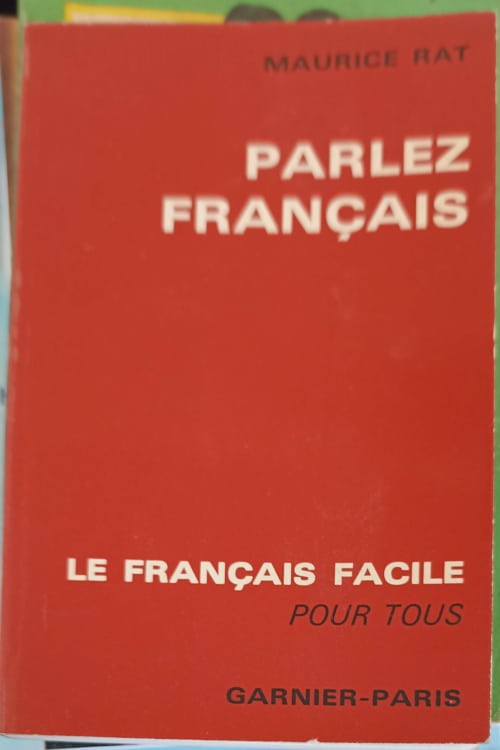 MAURICE RAT
PARLEZ
FRANÇAIS
LE FRANÇAIS FACILE
POUR TOUS
GARNIER-PARIS